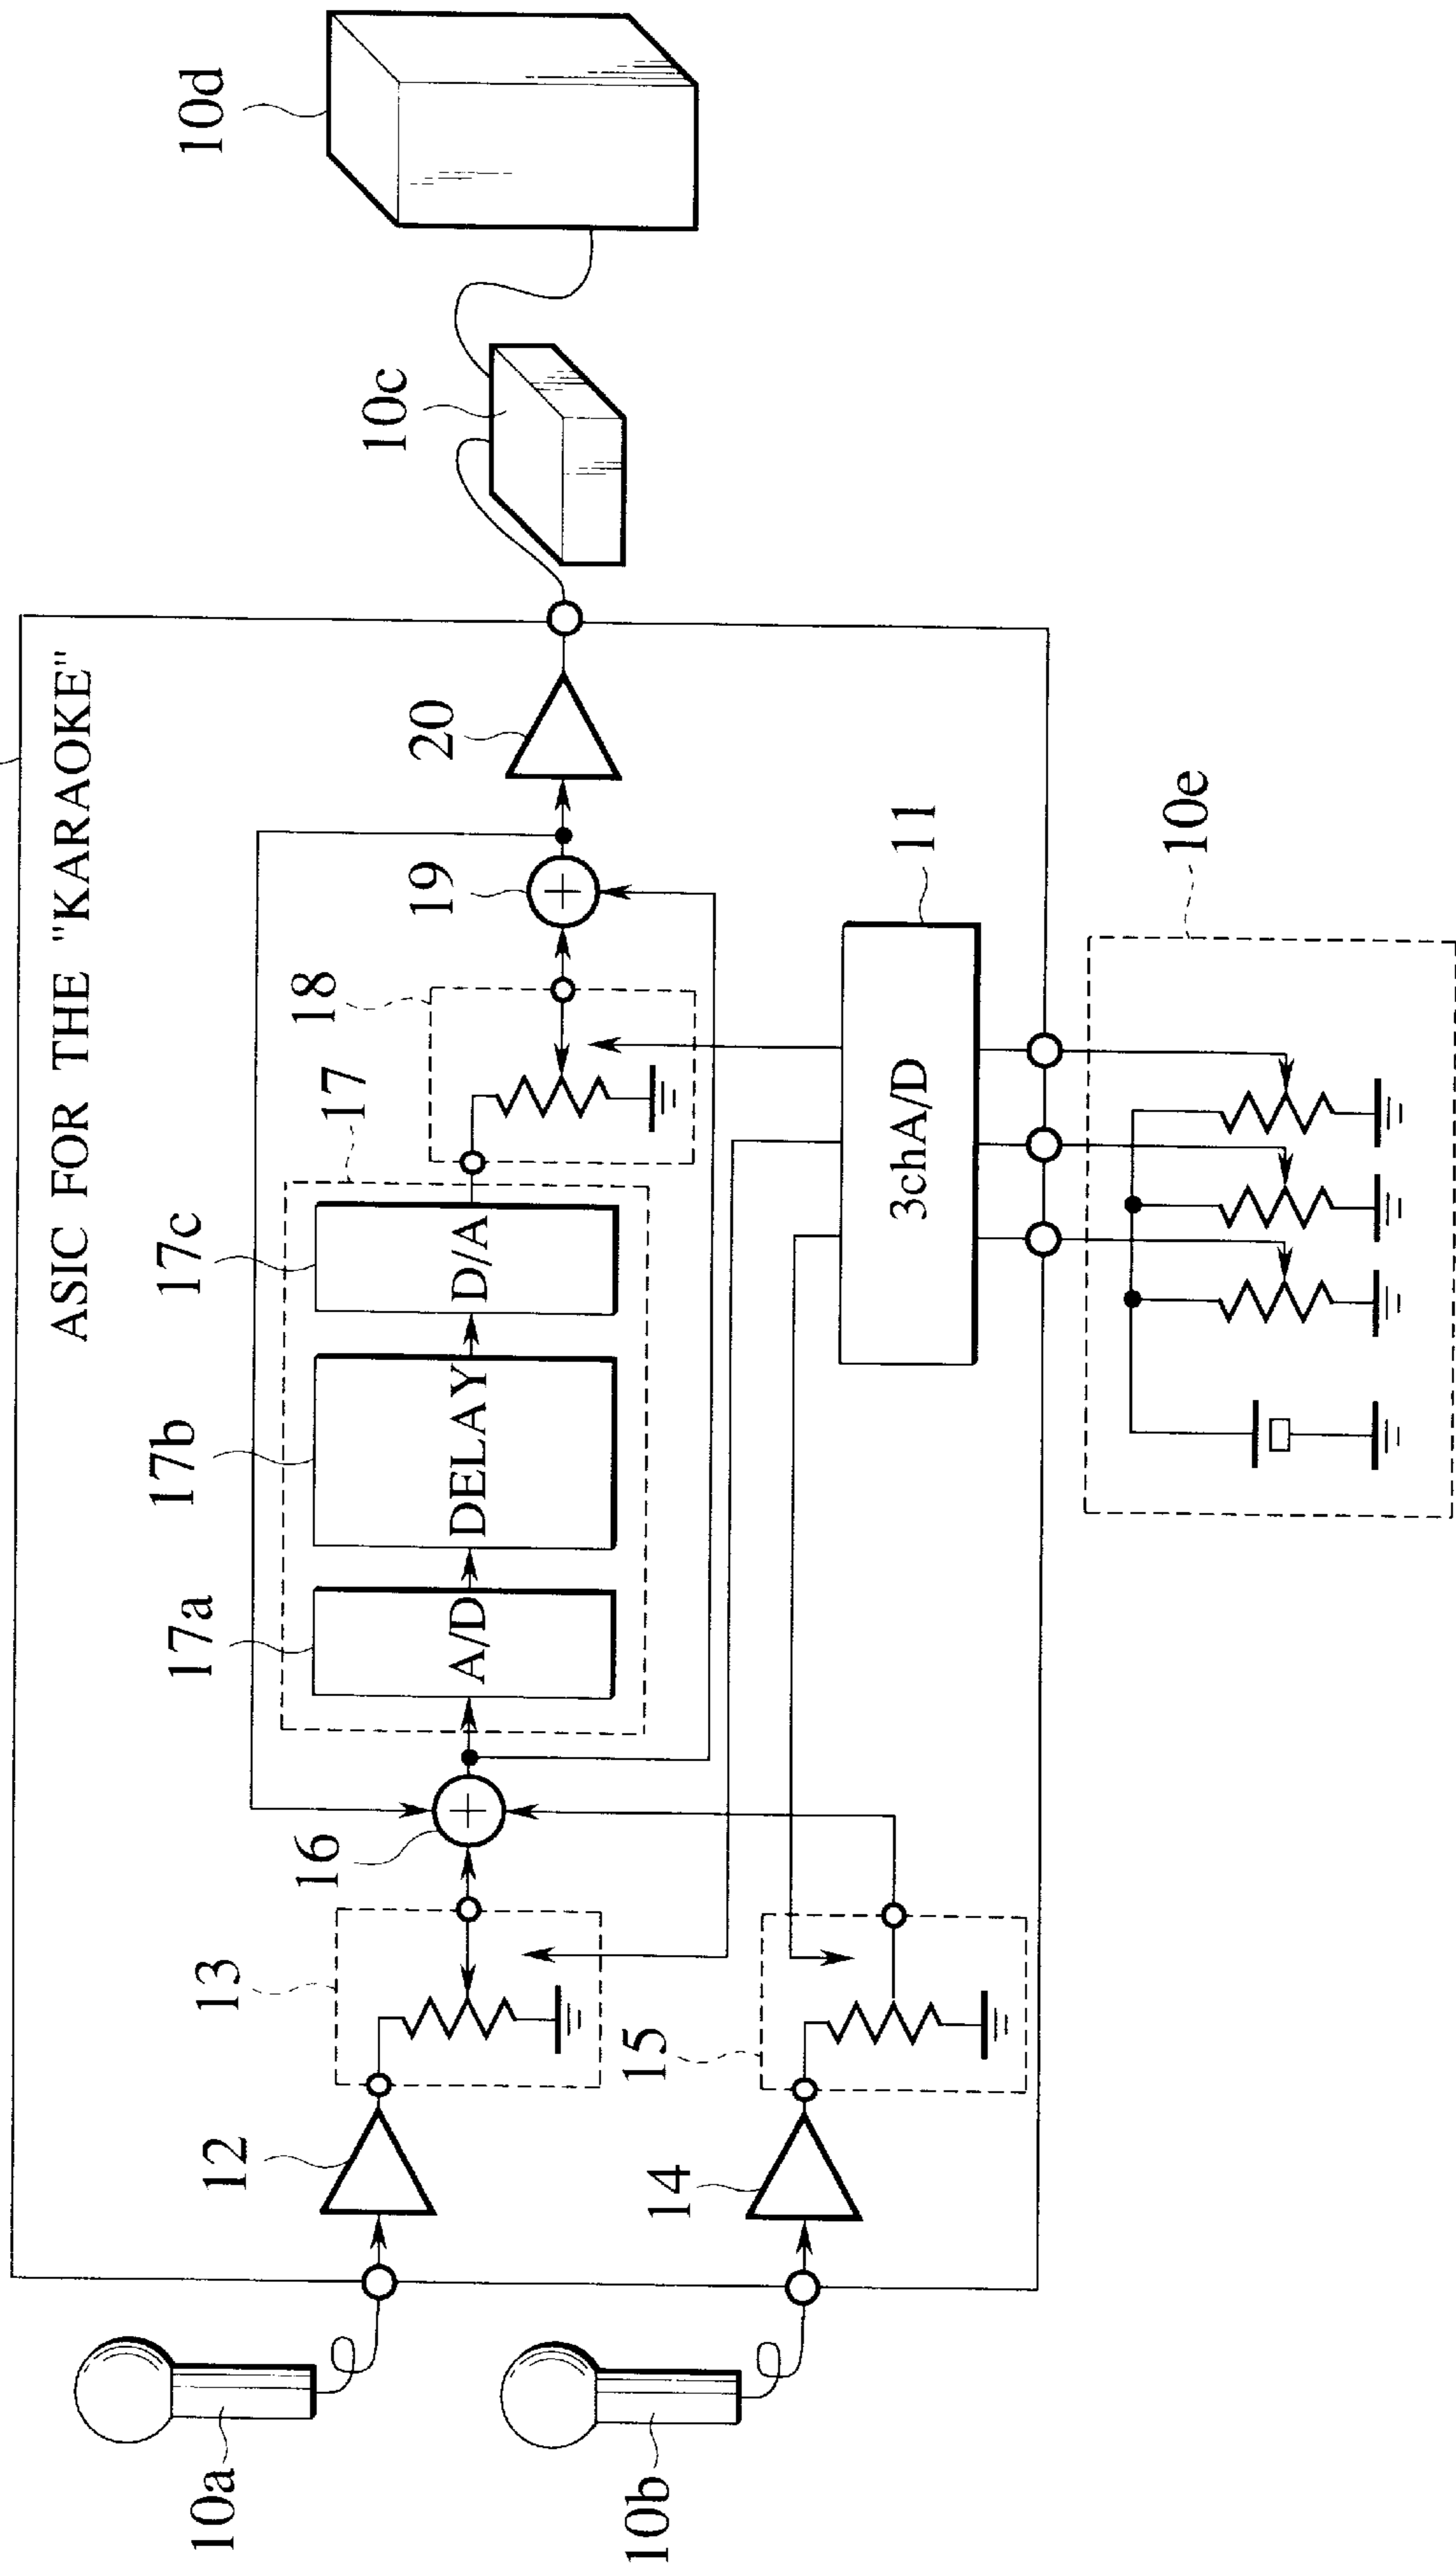 ASIC FOR THE "KARAOKE"
10a
10b
12
13
14
15
16
17
17a
A/D
17b
DELAY
17c
D/A
18
19
20
11
3chA/D
10c
10d
10e